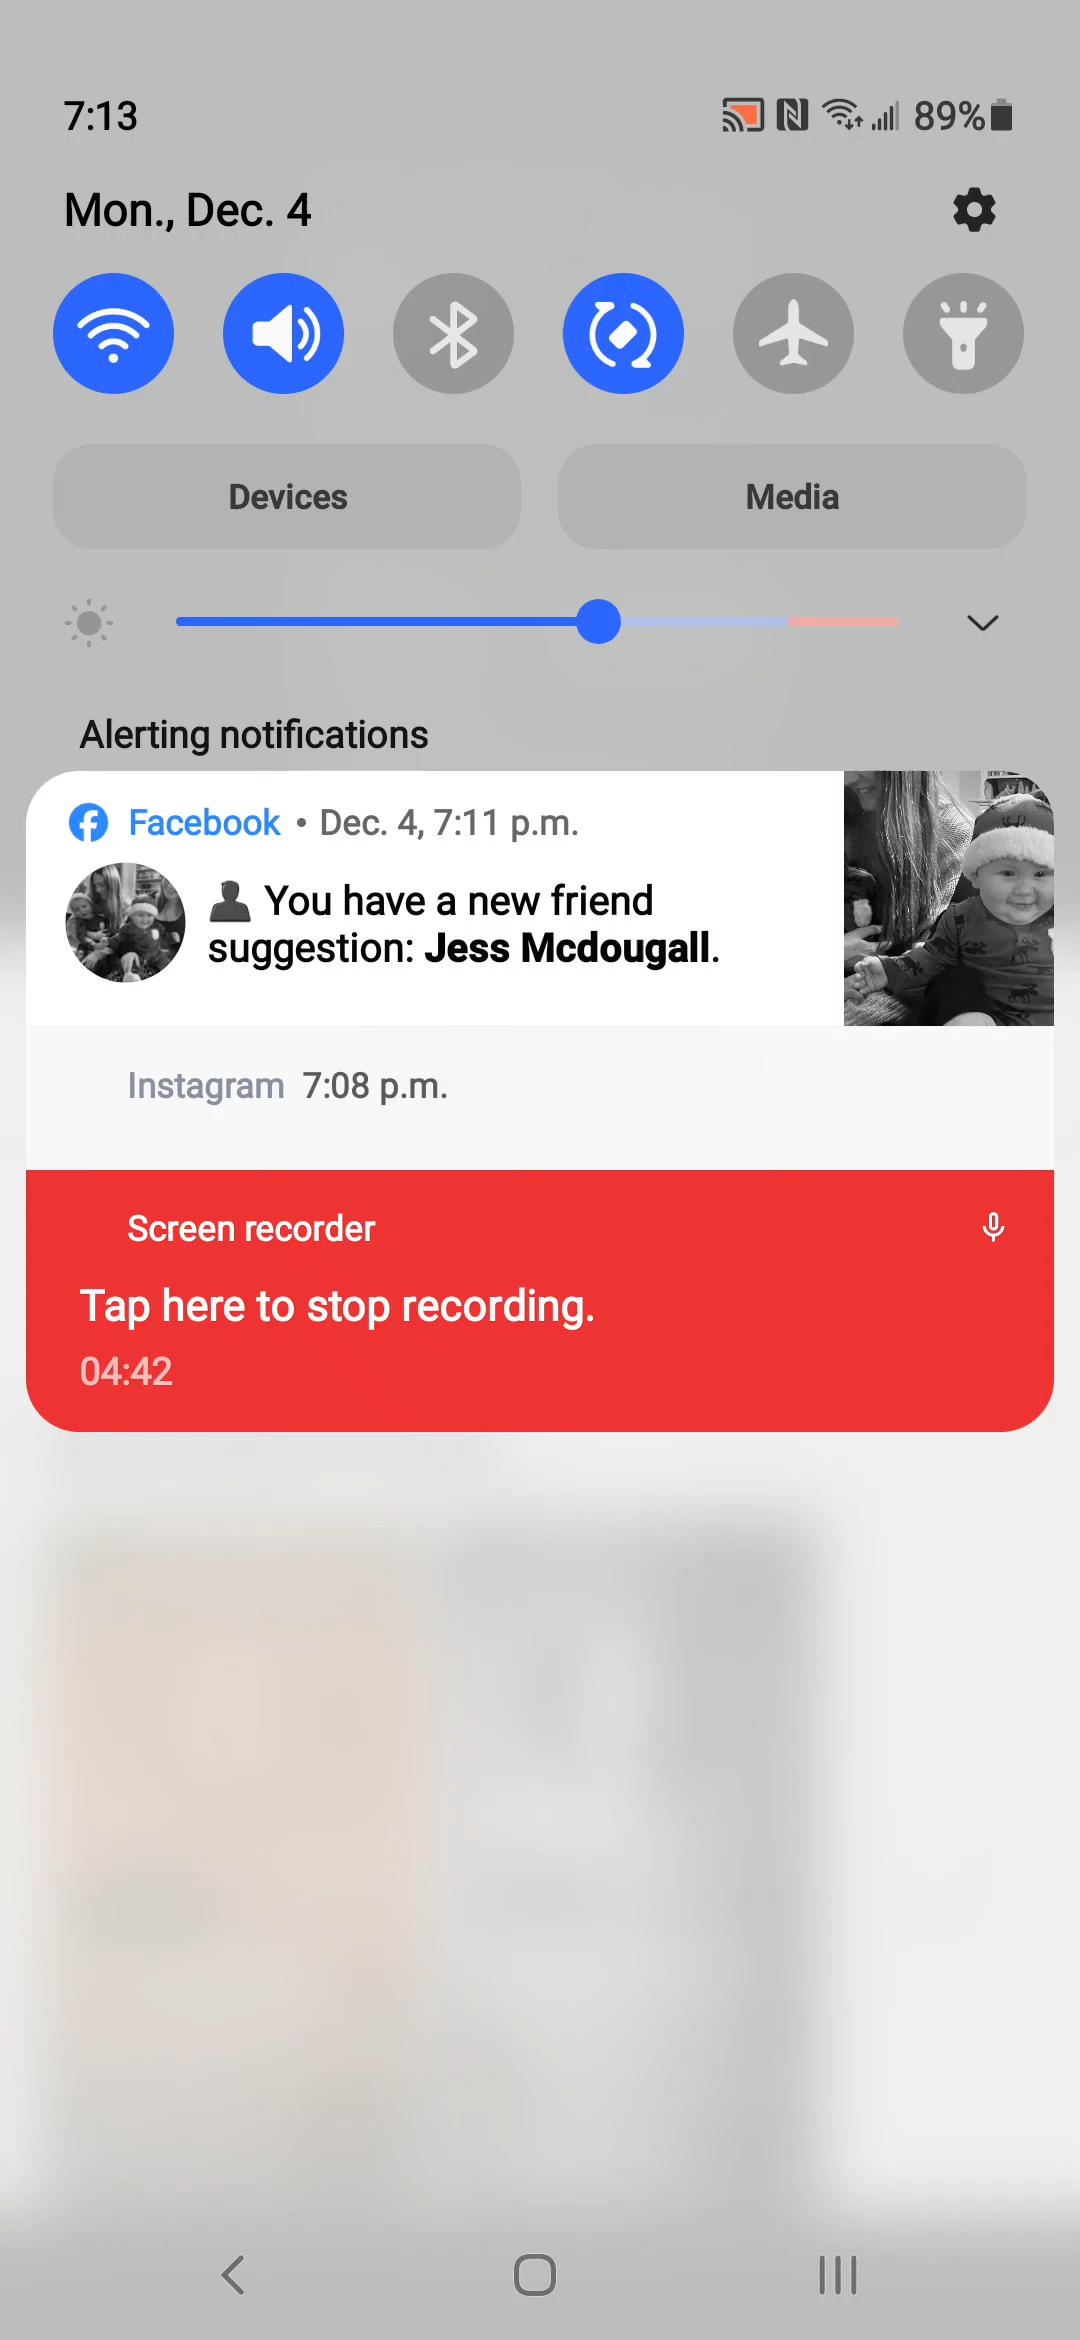 7:13 89%
Mon., Dec. 4
Devices Media
Alerting notifications
Facebook • Dec. 4, 7:11 p.m.
You have a new friend
suggestion: Jess Mcdougall.
Instagram 7:08 p.m.
Screen recorder
Tap here to stop recording.
04:42